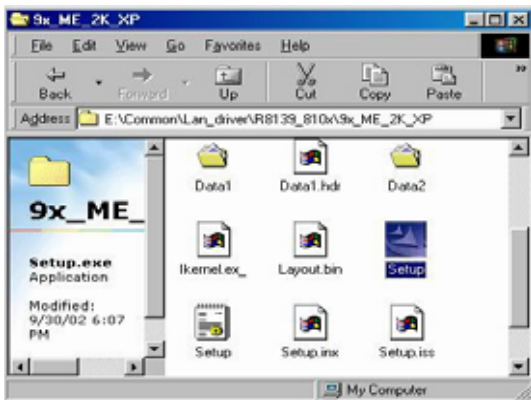 9x_ME_2K_XP
File Edit View Go Favorites Help
Back Forward Up Cut Copy Paste
Address E:\Common\Lan_driver\R8139_810x\9x_ME_2K_XP
9x_ME_
Setup.exe
Application
Modified:
9/30/02 6:07
PM
Data1 Data1.hdr Data2
Ikernel.ex_ Layout.bin Setup
Setup Setup.inx Setup.iss
My Computer